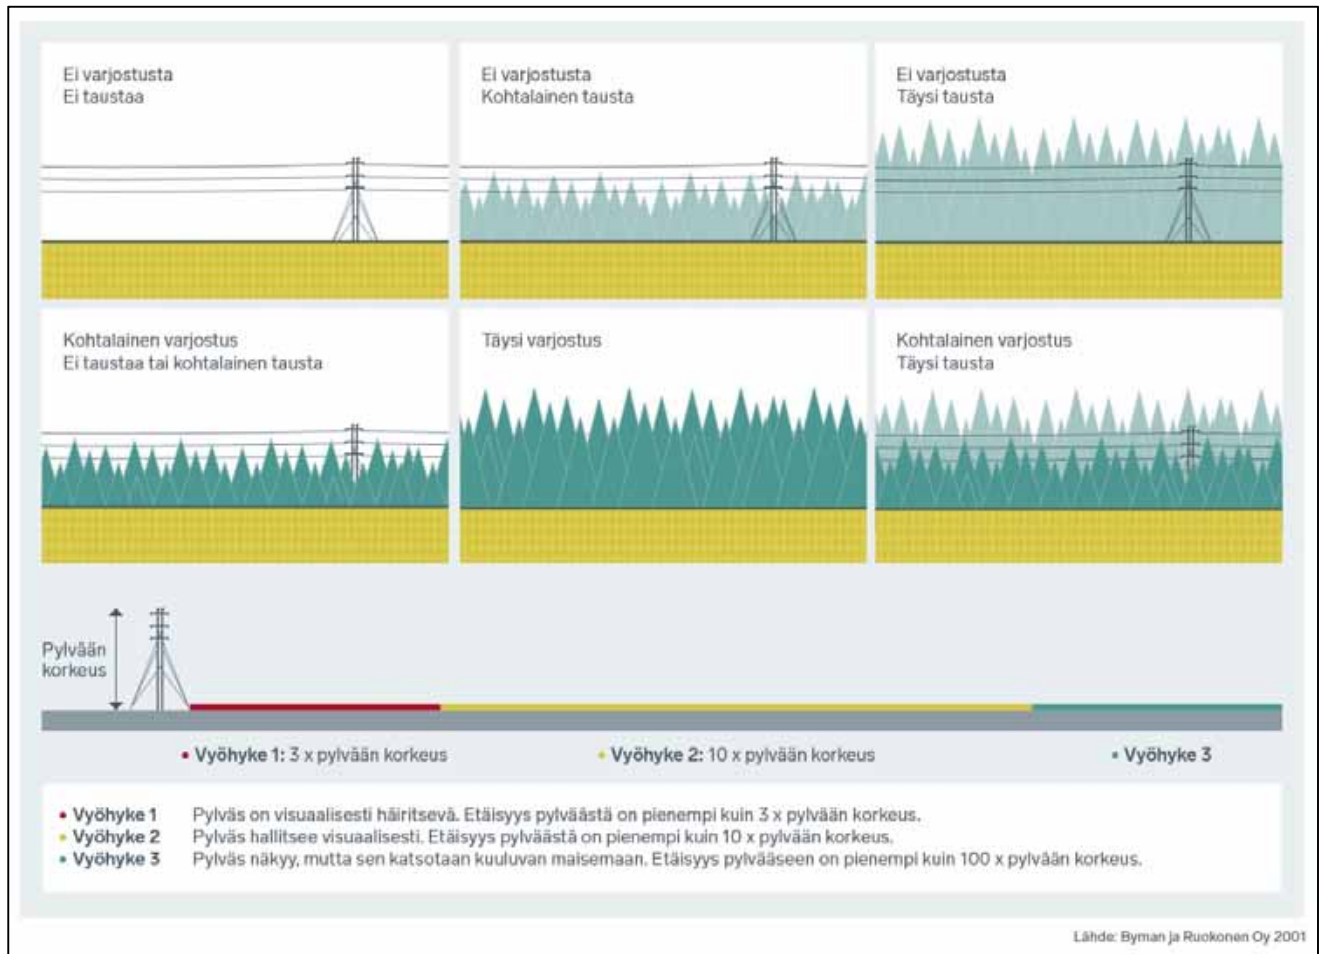 Ei varjostusta
Ei taustaa
Ei varjostusta
Kohtalainen tausta
Ei varjostusta
Täysi tausta
Kohtalainen varjostus
Ei taustaa tai kohtalainen tausta
Täysi varjostus
Kohtalainen varjostus
Täysi tausta
Pylvään
korkeus
• Vyöhyke 1: 3 x pylvään korkeus
• Vyöhyke 2: 10 x pylvään korkeus
• Vyöhyke 3
• Vyöhyke 1 Pylväs on visuaalisesti häiritsevä. Etäisyys pylväästä on pienempi kuin 3 x pylvään korkeus.
• Vyöhyke 2 Pylväs hallitsee visuaalisesti. Etäisyys pylväästä on pienempi kuin 10 x pylvään korkeus.
• Vyöhyke 3 Pylväs näkyy, mutta sen katsotaan kuuluvan maisemaan. Etäisyys pylvääseen on pienempi kuin 100 x pylvään korkeus.
Lähde: Byman ja Ruokonen Oy 2001